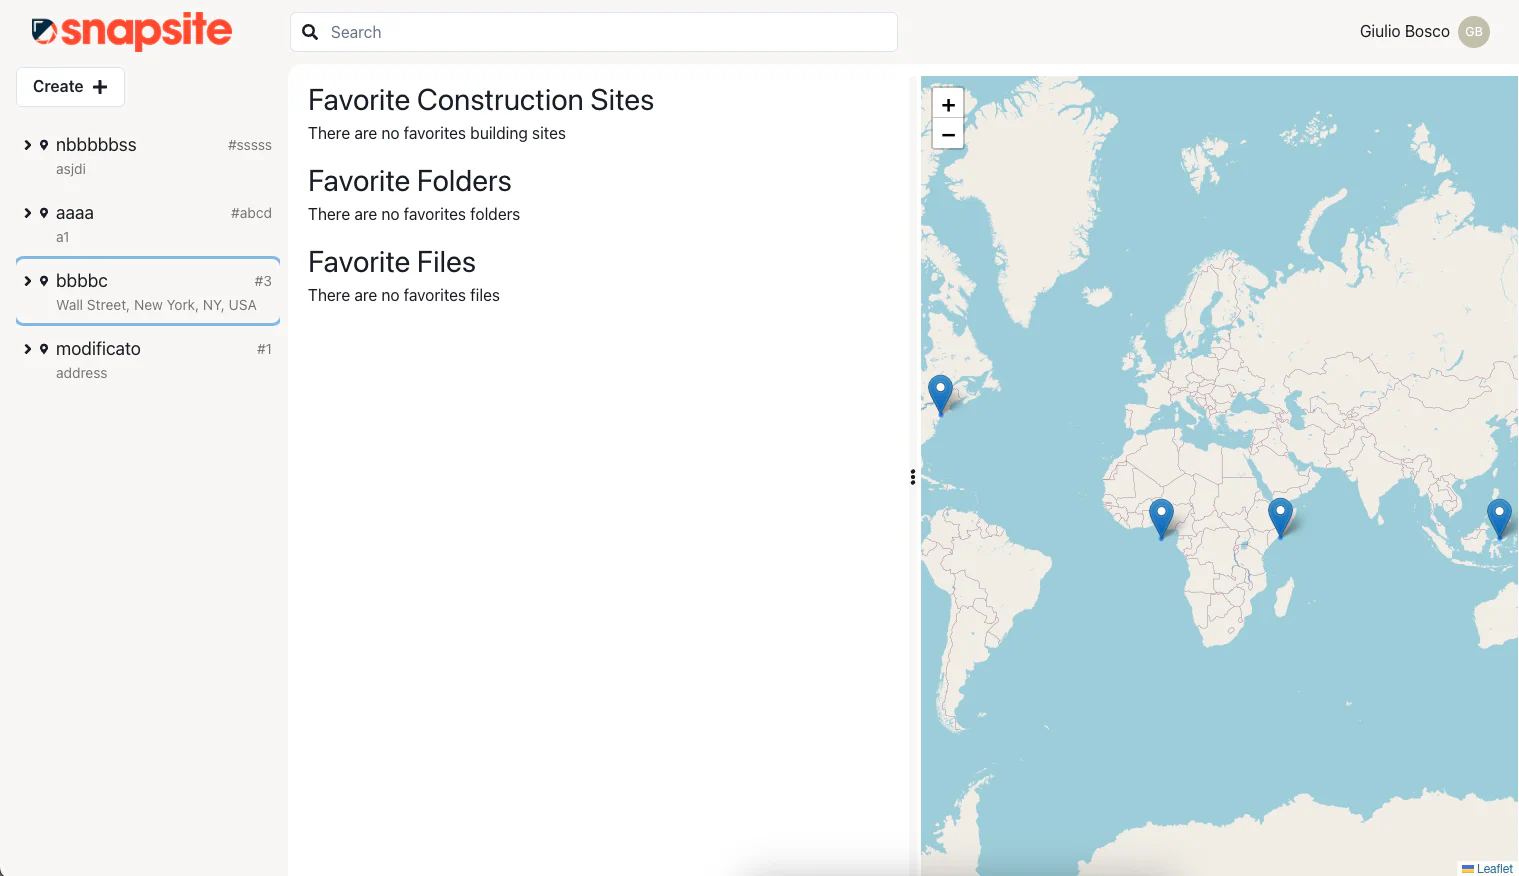 snapsite
Search
Giulio Bosco GB
Create +
nbbbbbss #sssss
asjdi
aaaa #abcd
a1
bbbbc #3
Wall Street, New York, NY, USA
modificato #1
address
Favorite Construction Sites
There are no favorites building sites
Favorite Folders
There are no favorites folders
Favorite Files
There are no favorites files
+
−
Leaflet